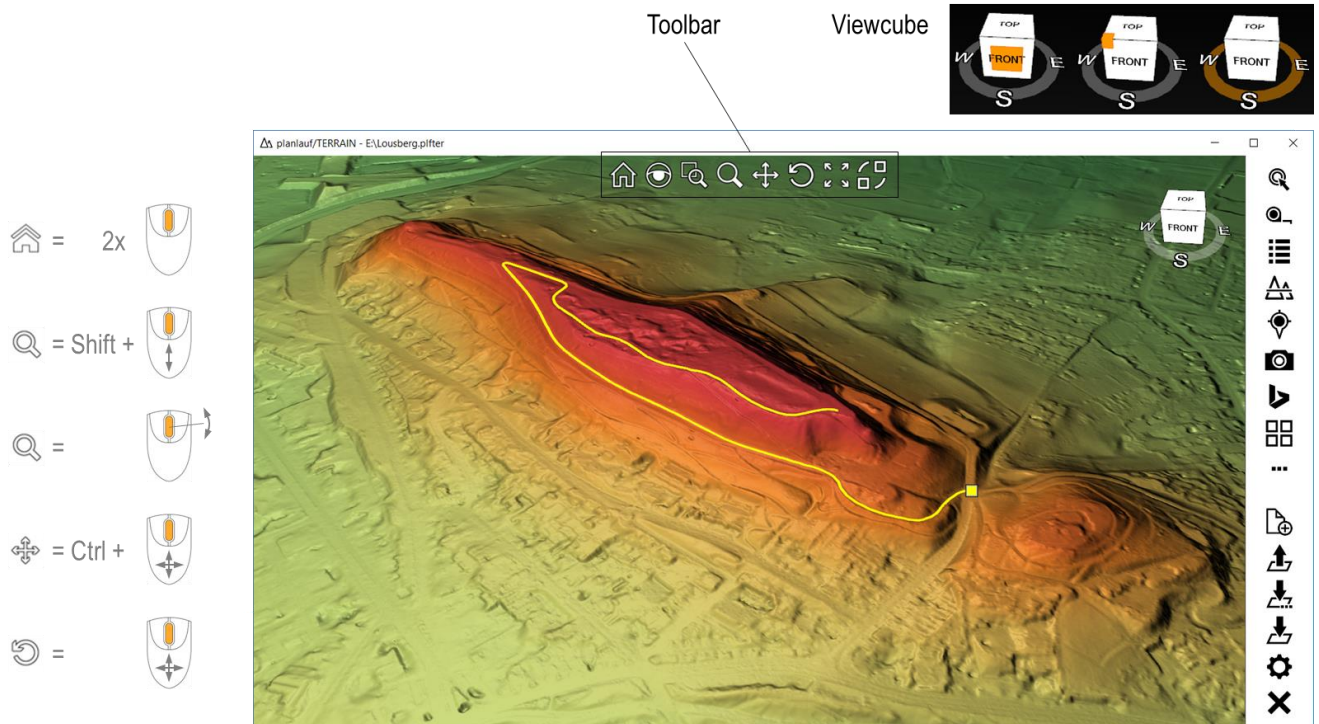 Toolbar
Viewcube
TOP
FRONT
W
E
S
TOP
FRONT
W
E
S
TOP
FRONT
W
E
S
planlauf/TERRAIN - E:\Lousberg.plfter
TOP
FRONT
W
E
S
= 2x
= Shift +
=
= Ctrl +
=